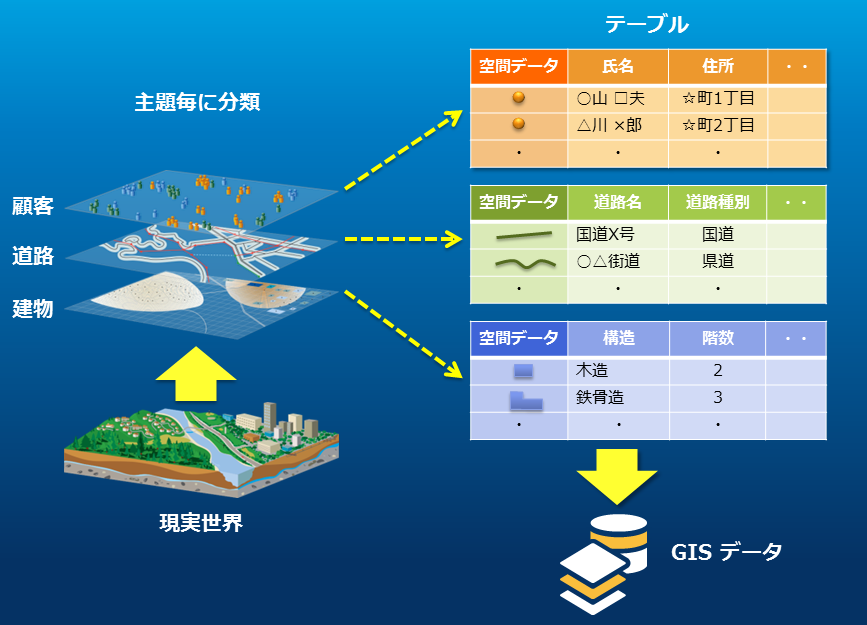 テーブル
主題毎に分類
顧客
道路
建物
現実世界
空間データ 氏名 住所 ・・
○山 □夫 ☆町1丁目
△川 ×郎 ☆町2丁目
・ ・ ・
空間データ 道路名 道路種別 ・・
国道X号 国道
○△街道 県道
・ ・ ・
空間データ 構造 階数 ・・
木造 2
鉄骨造 3
・ ・ ・
GIS データ